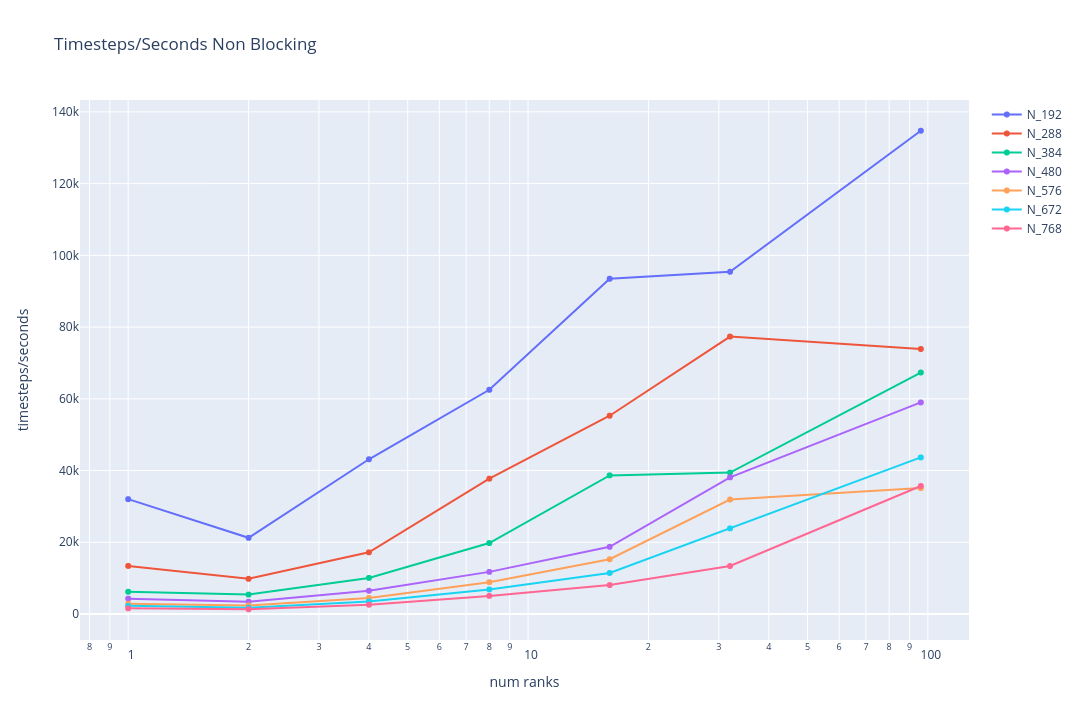 Timesteps/Seconds Non Blocking
140k
120k
100k
80k
60k
40k
20k
0
timesteps/seconds
8 9 2 3 4 5 6 7 8 9 2 3 4 5 6 7 8 9
1 10 100
num ranks
N_192
N_288
N_384
N_480
N_576
N_672
N_768